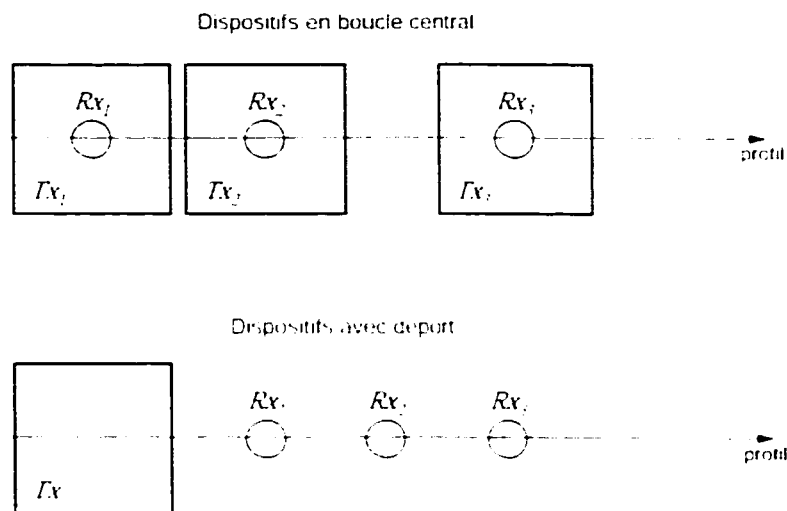 Dispositifs en boucle central
Rx₁ Rx₂ Rx₃
profil
Tx₁ Tx₂ Tx₃
Dispositifs avec deport
Rx₁ Rx₂ Rx₃
profil
Tx